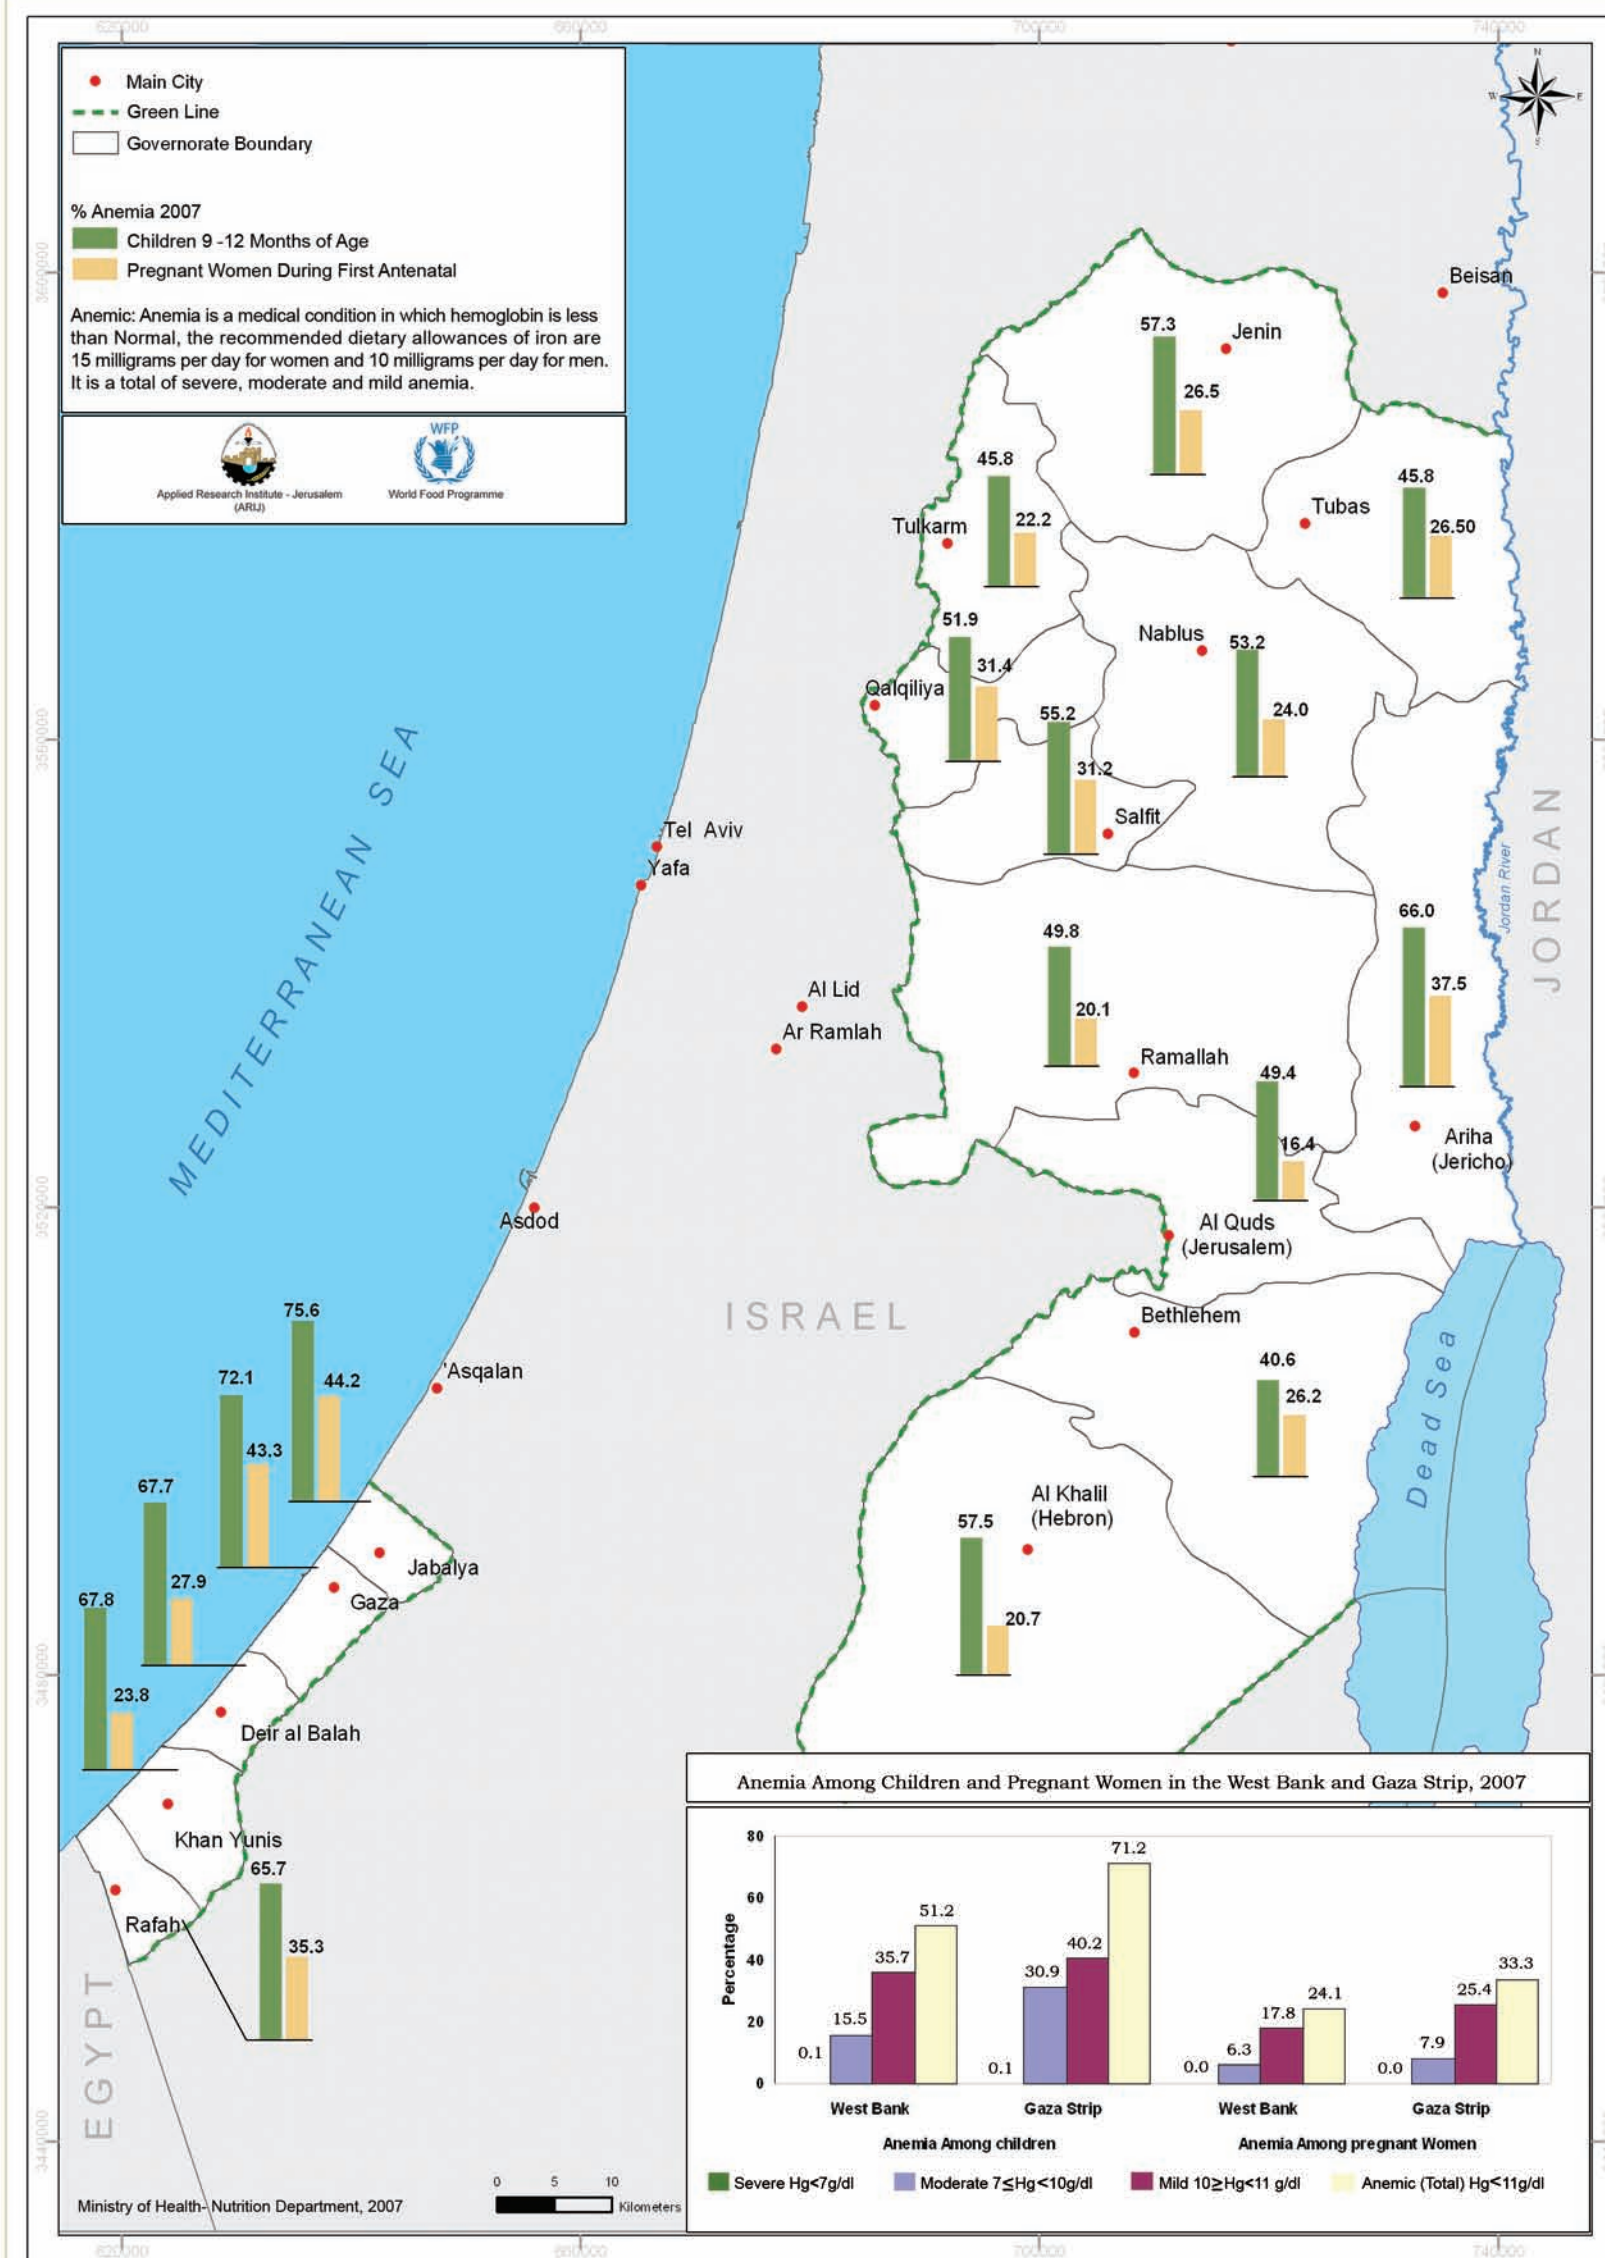 620000 660000 700000 740000
Main City
Green Line
Governorate Boundary
% Anemia 2007
Children 9 -12 Months of Age
Pregnant Women During First Antenatal
Anemic: Anemia is a medical condition in which hemoglobin is less
than Normal, the recommended dietary allowances of iron are
15 milligrams per day for women and 10 milligrams per day for men.
It is a total of severe, moderate and mild anemia.
WFP
Applied Research Institute - Jerusalem
(ARIJ)
World Food Programme
N
W E
S
3600000
Beisan
57.3
Jenin
26.5
45.8
22.2
Tulkarm
45.8
Tubas
26.50
51.9
31.4
Qalqiliya
Nablus
53.2
24.0
55.2
31.2
Salfit
3560000
MEDITERRANEAN SEA
Tel Aviv
Yafa
JORDAN
Jordan River
66.0
37.5
49.8
20.1
Al Lid
Ar Ramlah
Ramallah
49.4
16.4
Ariha
(Jericho)
3520000
Asdod
Al Quds
(Jerusalem)
ISRAEL
Bethlehem
40.6
26.2
Dead Sea
75.6
44.2
'Asqalan
72.1
43.3
67.7
27.9
67.8
23.8
Al Khalil
(Hebron)
57.5
20.7
Jabalya
Gaza
3480000
Deir al Balah
Khan Yunis
65.7
35.3
Rafah
EGYPT
3440000
Anemia Among Children and Pregnant Women in the West Bank and Gaza Strip, 2007
Percentage
80
60
40
20
0
0.1 15.5 35.7 51.2
0.1 30.9 40.2 71.2
0.0 6.3 17.8 24.1
0.0 7.9 25.4 33.3
West Bank Gaza Strip West Bank Gaza Strip
Anemia Among children Anemia Among pregnant Women
Severe Hg<7g/dl Moderate 7≤Hg<10g/dl Mild 10≥Hg<11 g/dl Anemic (Total) Hg<11g/dl
0 5 10
Kilometers
Ministry of Health- Nutrition Department, 2007
620000 660000 700000 740000